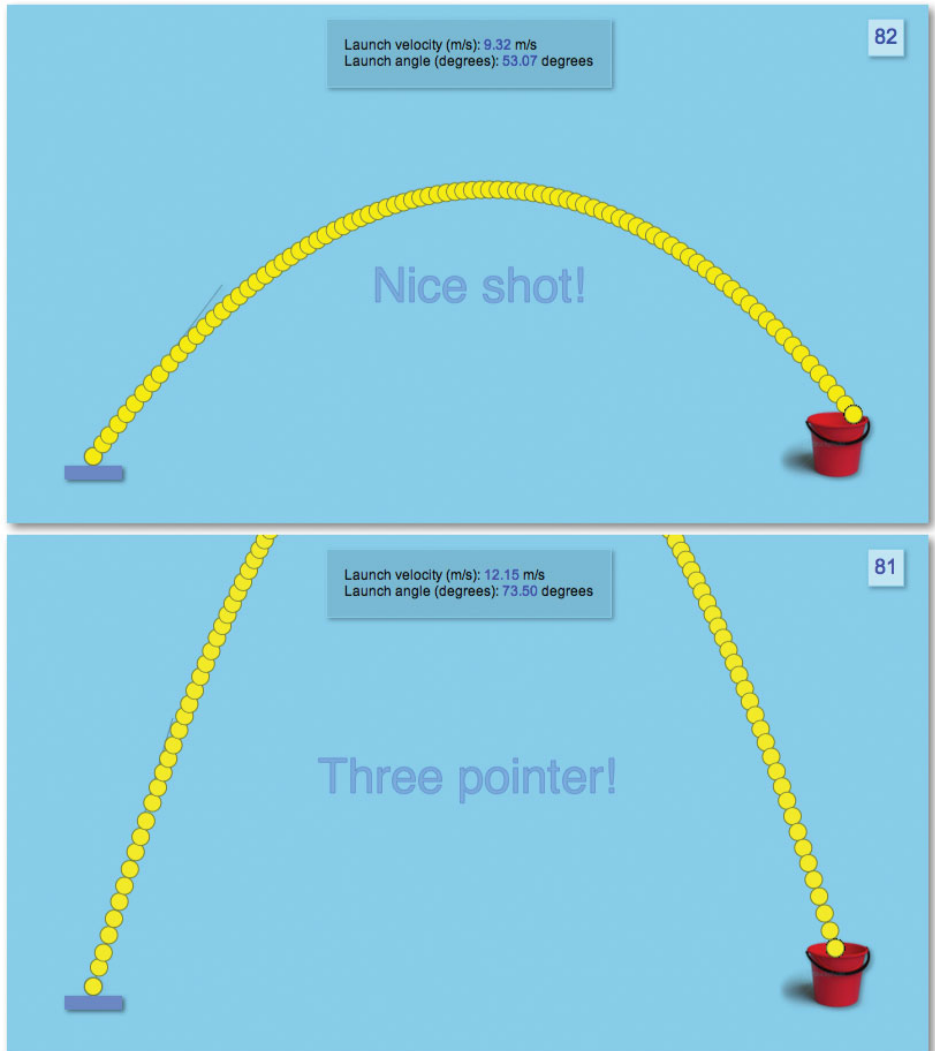 Launch velocity (m/s): 9.32 m/s
Launch angle (degrees): 53.07 degrees
82
Nice shot!
Launch velocity (m/s): 12.15 m/s
Launch angle (degrees): 73.50 degrees
81
Three pointer!